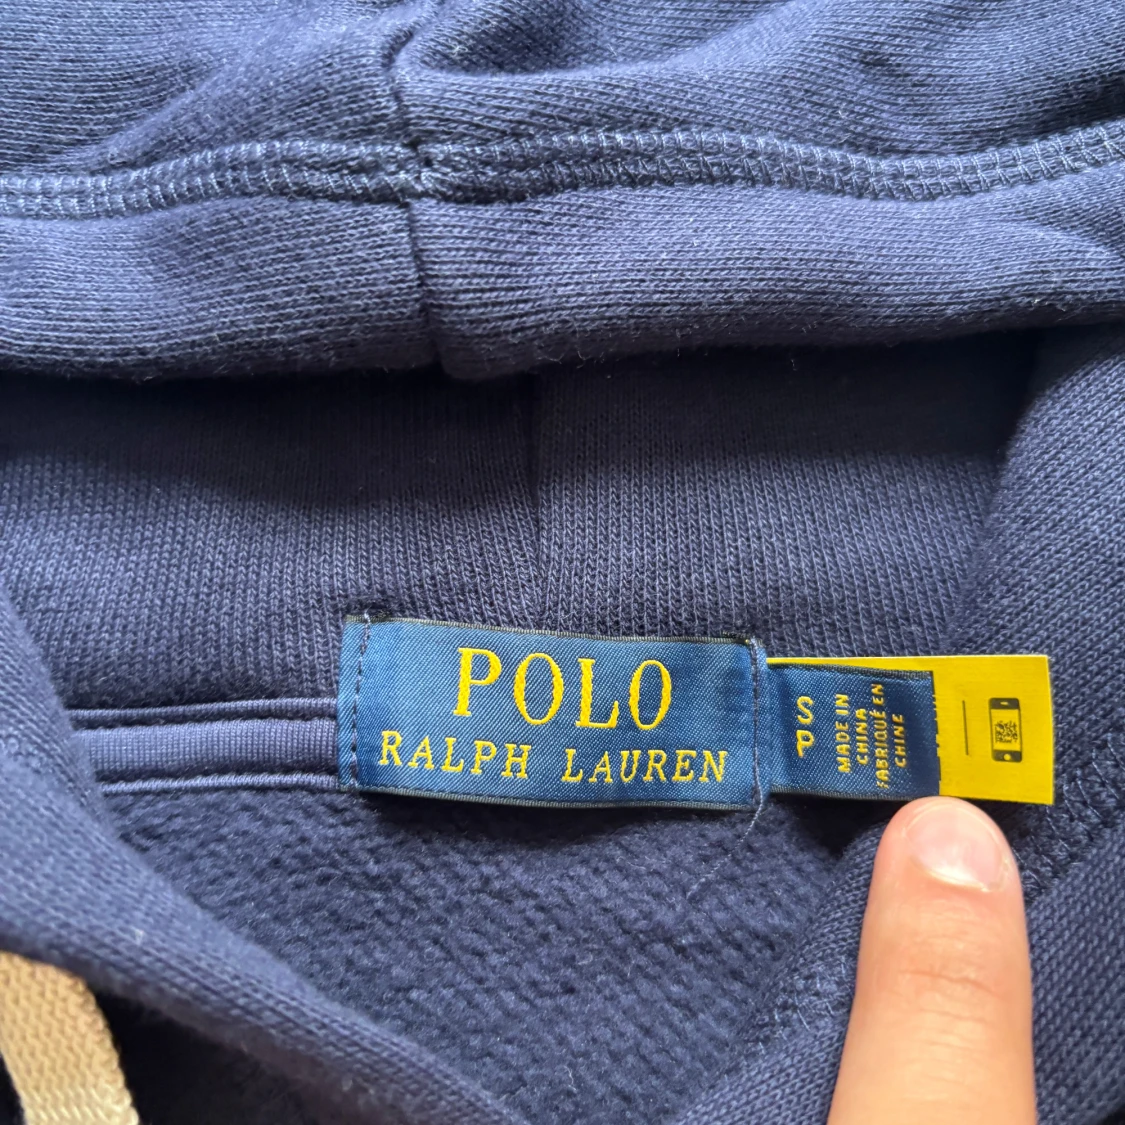 POLO
RALPH LAUREN
S
P
MADE IN
CHINA
FABRIQUÉ EN
CHINE